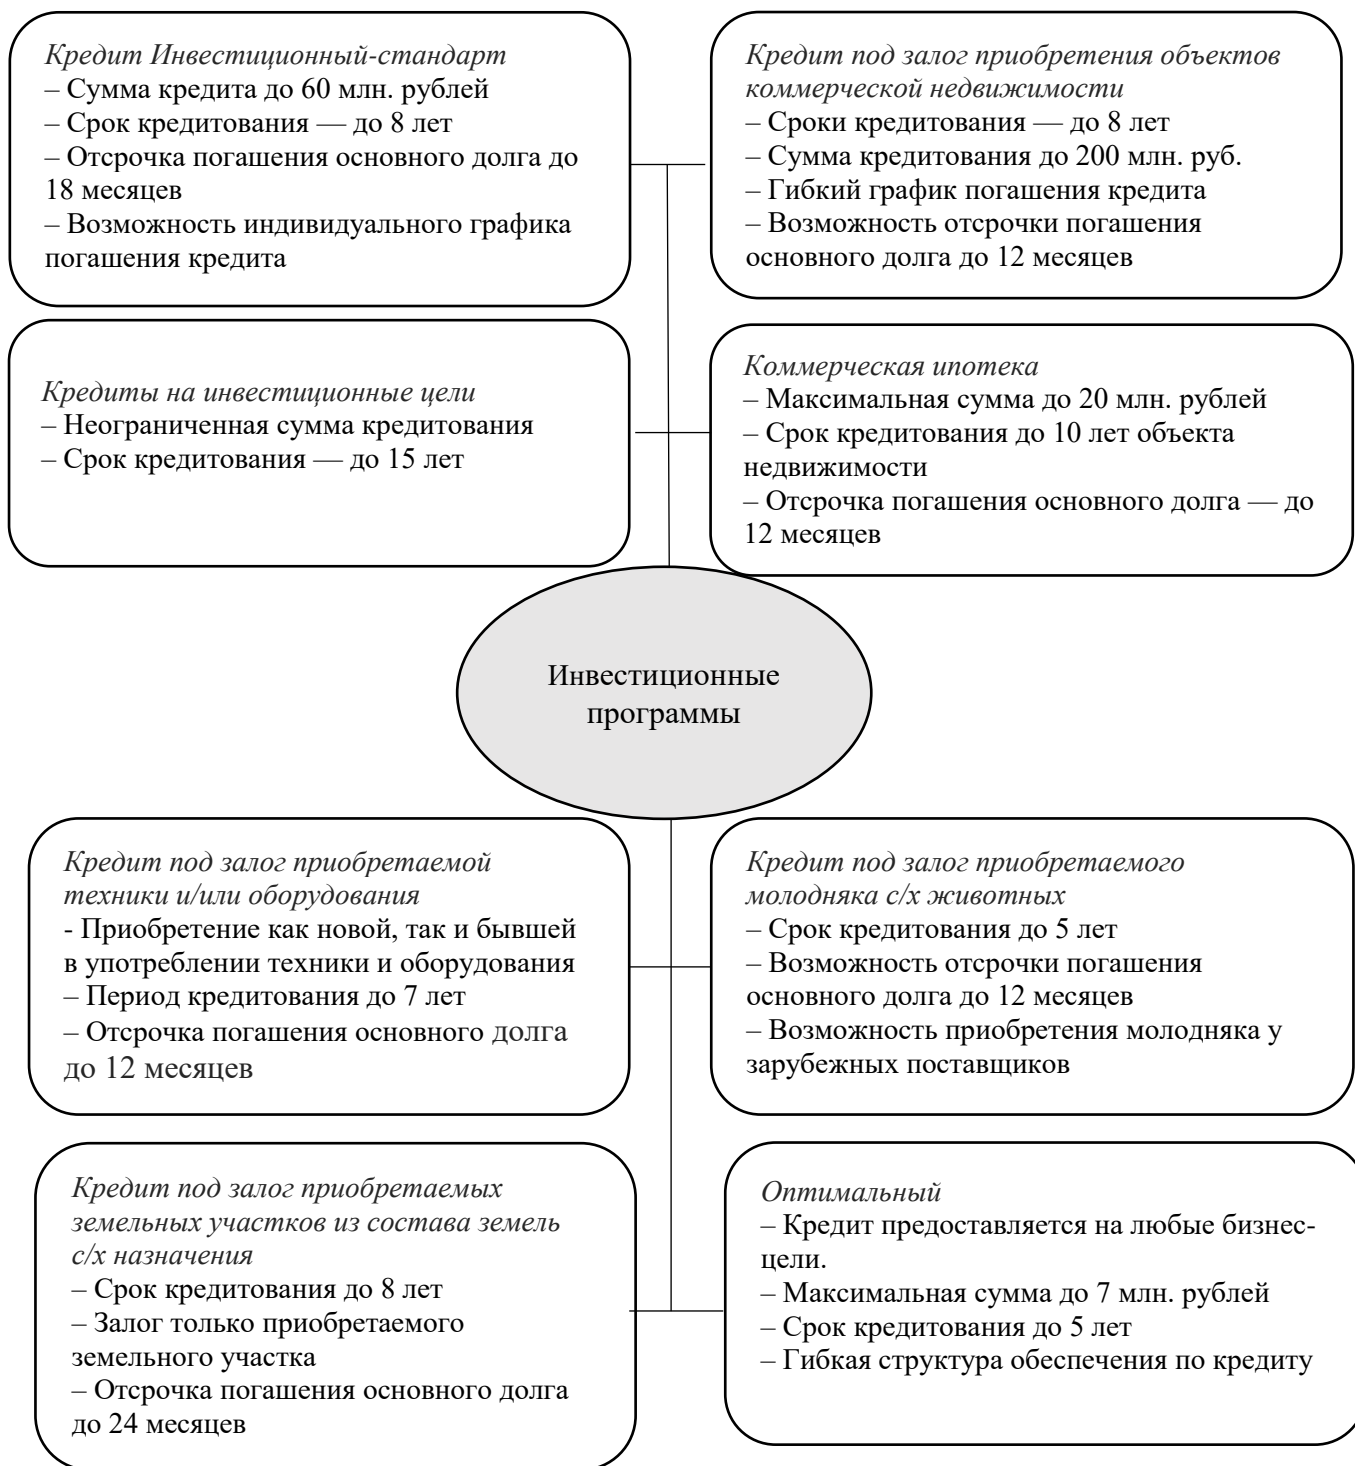 Кредит Инвестиционный-стандарт
– Сумма кредита до 60 млн. рублей
– Срок кредитования — до 8 лет
– Отсрочка погашения основного долга до
18 месяцев
– Возможность индивидуального графика
погашения кредита
Кредит под залог приобретения объектов
коммерческой недвижимости
– Сроки кредитования — до 8 лет
– Сумма кредитования до 200 млн. руб.
– Гибкий график погашения кредита
– Возможность отсрочки погашения
основного долга до 12 месяцев
Кредиты на инвестиционные цели
– Неограниченная сумма кредитования
– Срок кредитования — до 15 лет
Коммерческая ипотека
– Максимальная сумма до 20 млн. рублей
– Срок кредитования до 10 лет объекта
недвижимости
– Отсрочка погашения основного долга — до
12 месяцев
Инвестиционные
программы
Кредит под залог приобретаемой
техники и/или оборудования
- Приобретение как новой, так и бывшей
в употреблении техники и оборудования
– Период кредитования до 7 лет
– Отсрочка погашения основного долга
до 12 месяцев
Кредит под залог приобретаемого
молодняка с/х животных
– Срок кредитования до 5 лет
– Возможность отсрочки погашения
основного долга до 12 месяцев
– Возможность приобретения молодняка у
зарубежных поставщиков
Кредит под залог приобретаемых
земельных участков из состава земель
с/х назначения
– Срок кредитования до 8 лет
– Залог только приобретаемого
земельного участка
– Отсрочка погашения основного долга
до 24 месяцев
Оптимальный
– Кредит предоставляется на любые бизнес-
цели.
– Максимальная сумма до 7 млн. рублей
– Срок кредитования до 5 лет
– Гибкая структура обеспечения по кредиту